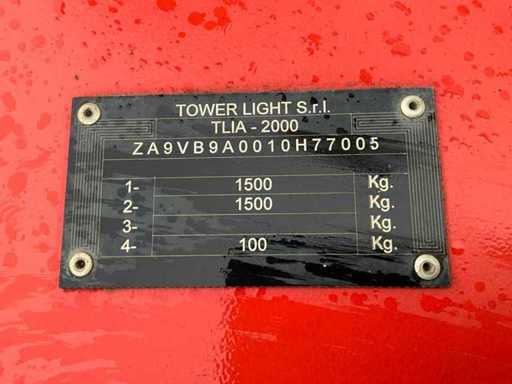 TOWER LIGHT S.r.l.
TLIA - 2000
ZA9VB9A0010H77005
1- 1500 Kg.
2- 1500 Kg.
3- Kg.
4- 100 Kg.